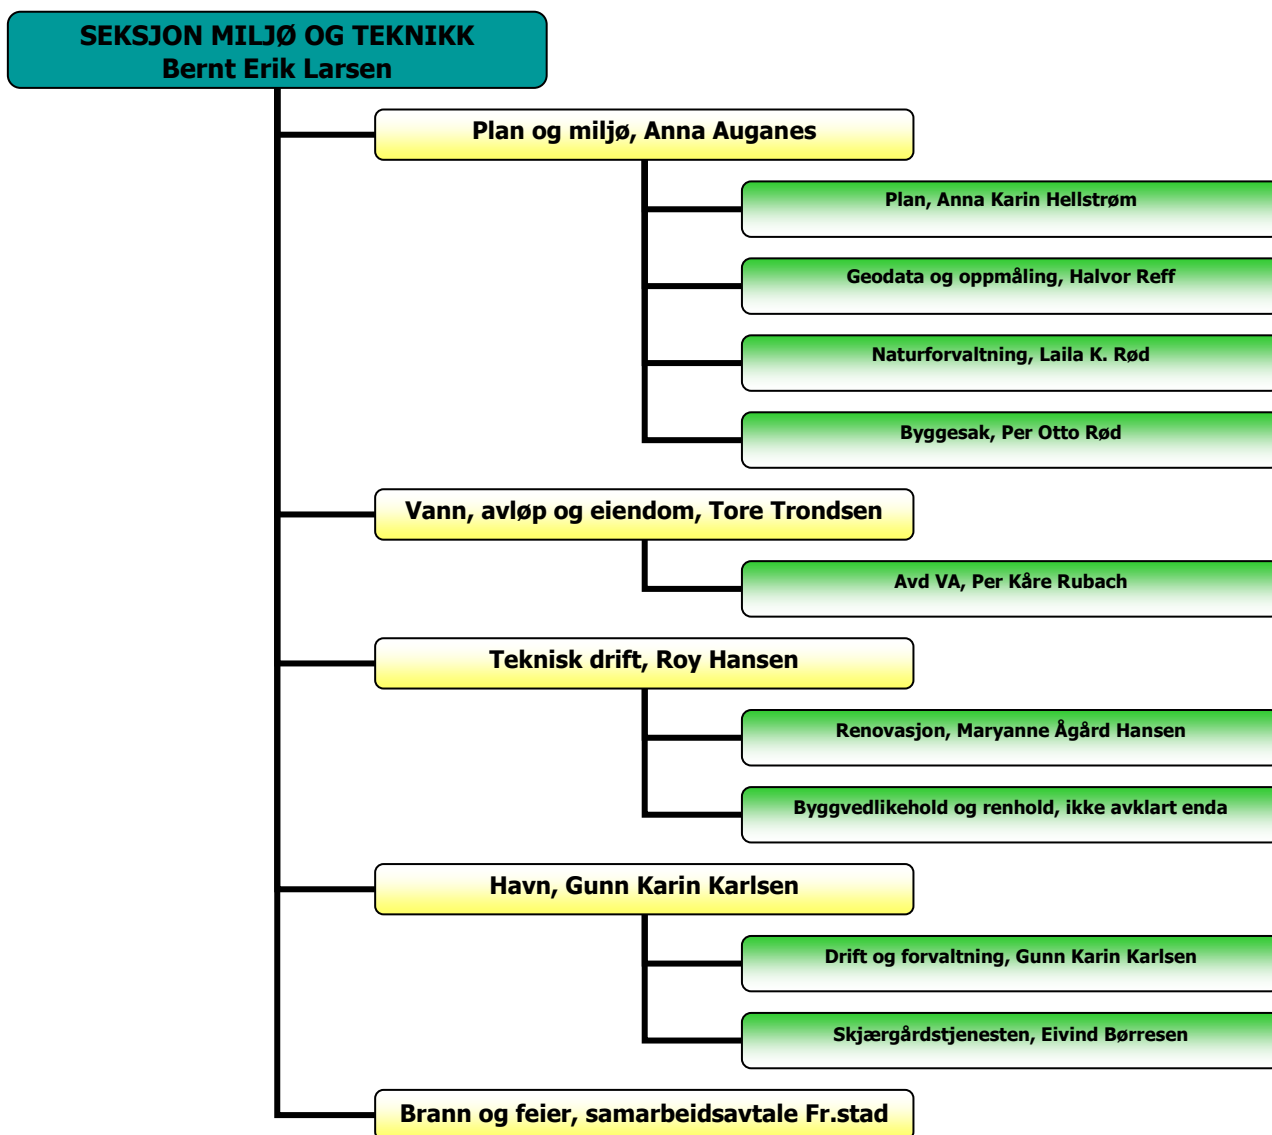 SEKSJON MILJØ OG TEKNIKK
Bernt Erik Larsen
Plan og miljø, Anna Auganes
Plan, Anna Karin Hellstrøm
Geodata og oppmåling, Halvor Reff
Naturforvaltning, Laila K. Rød
Byggesak, Per Otto Rød
Vann, avløp og eiendom, Tore Trondsen
Avd VA, Per Kåre Rubach
Teknisk drift, Roy Hansen
Renovasjon, Maryanne Ågård Hansen
Byggvedlikehold og renhold, ikke avklart enda
Havn, Gunn Karin Karlsen
Drift og forvaltning, Gunn Karin Karlsen
Skjærgårdstjenesten, Eivind Børresen
Brann og feier, samarbeidsavtale Fr.stad